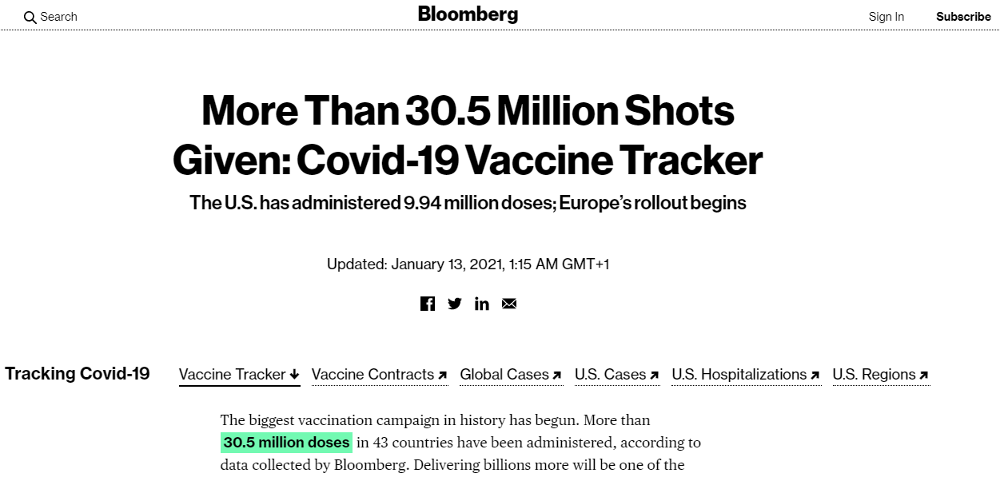 Search
Bloomberg
Sign In
Subscribe
More Than 30.5 Million Shots
Given: Covid-19 Vaccine Tracker
The U.S. has administered 9.94 million doses; Europe’s rollout begins
Updated: January 13, 2021, 1:15 AM GMT+1
Tracking Covid-19
Vaccine Tracker
Vaccine Contracts
Global Cases
U.S. Cases
U.S. Hospitalizations
U.S. Regions
The biggest vaccination campaign in history has begun. More than
30.5 million doses in 43 countries have been administered, according to
data collected by Bloomberg. Delivering billions more will be one of the